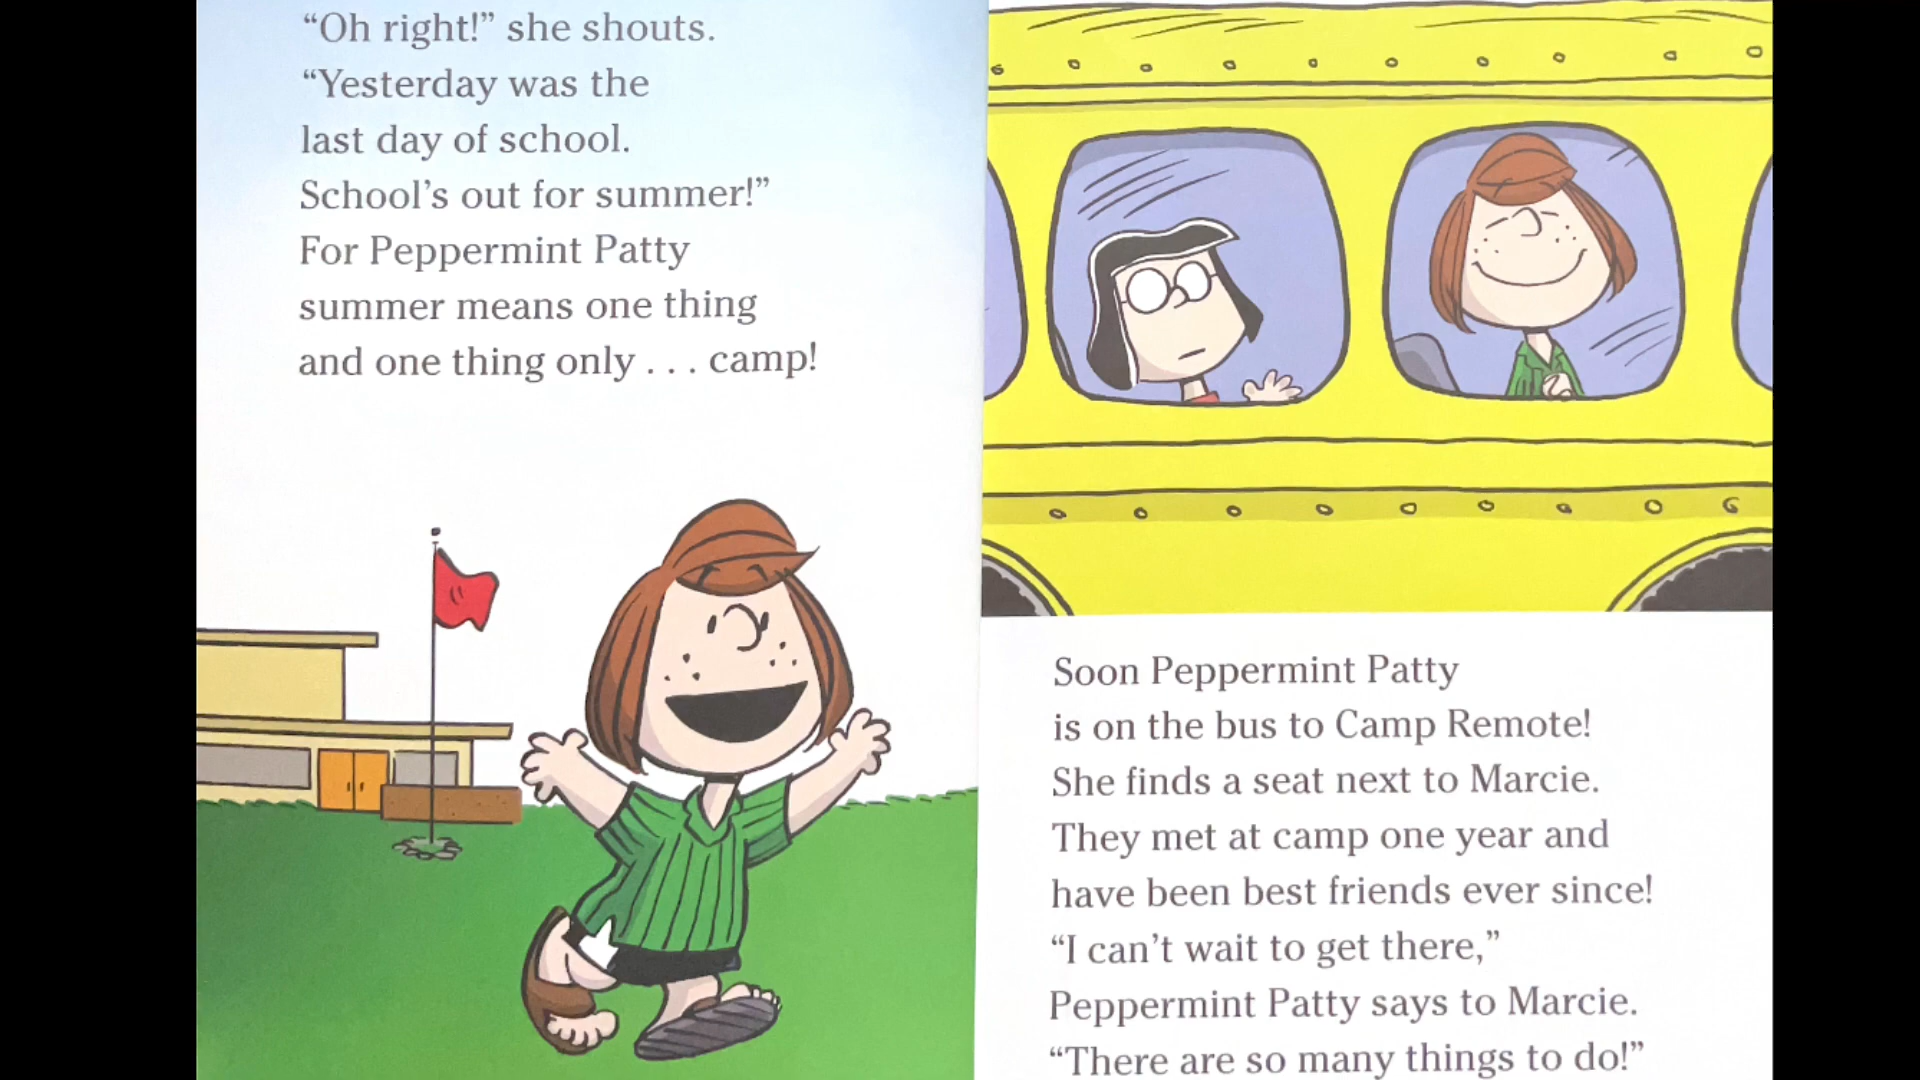 “Oh right!” she shouts.
“Yesterday was the
last day of school.
School’s out for summer!”
For Peppermint Patty
summer means one thing
and one thing only . . . camp!
Soon Peppermint Patty
is on the bus to Camp Remote!
She finds a seat next to Marcie.
They met at camp one year and
have been best friends ever since!
“I can’t wait to get there,”
Peppermint Patty says to Marcie.
“There are so many things to do!”